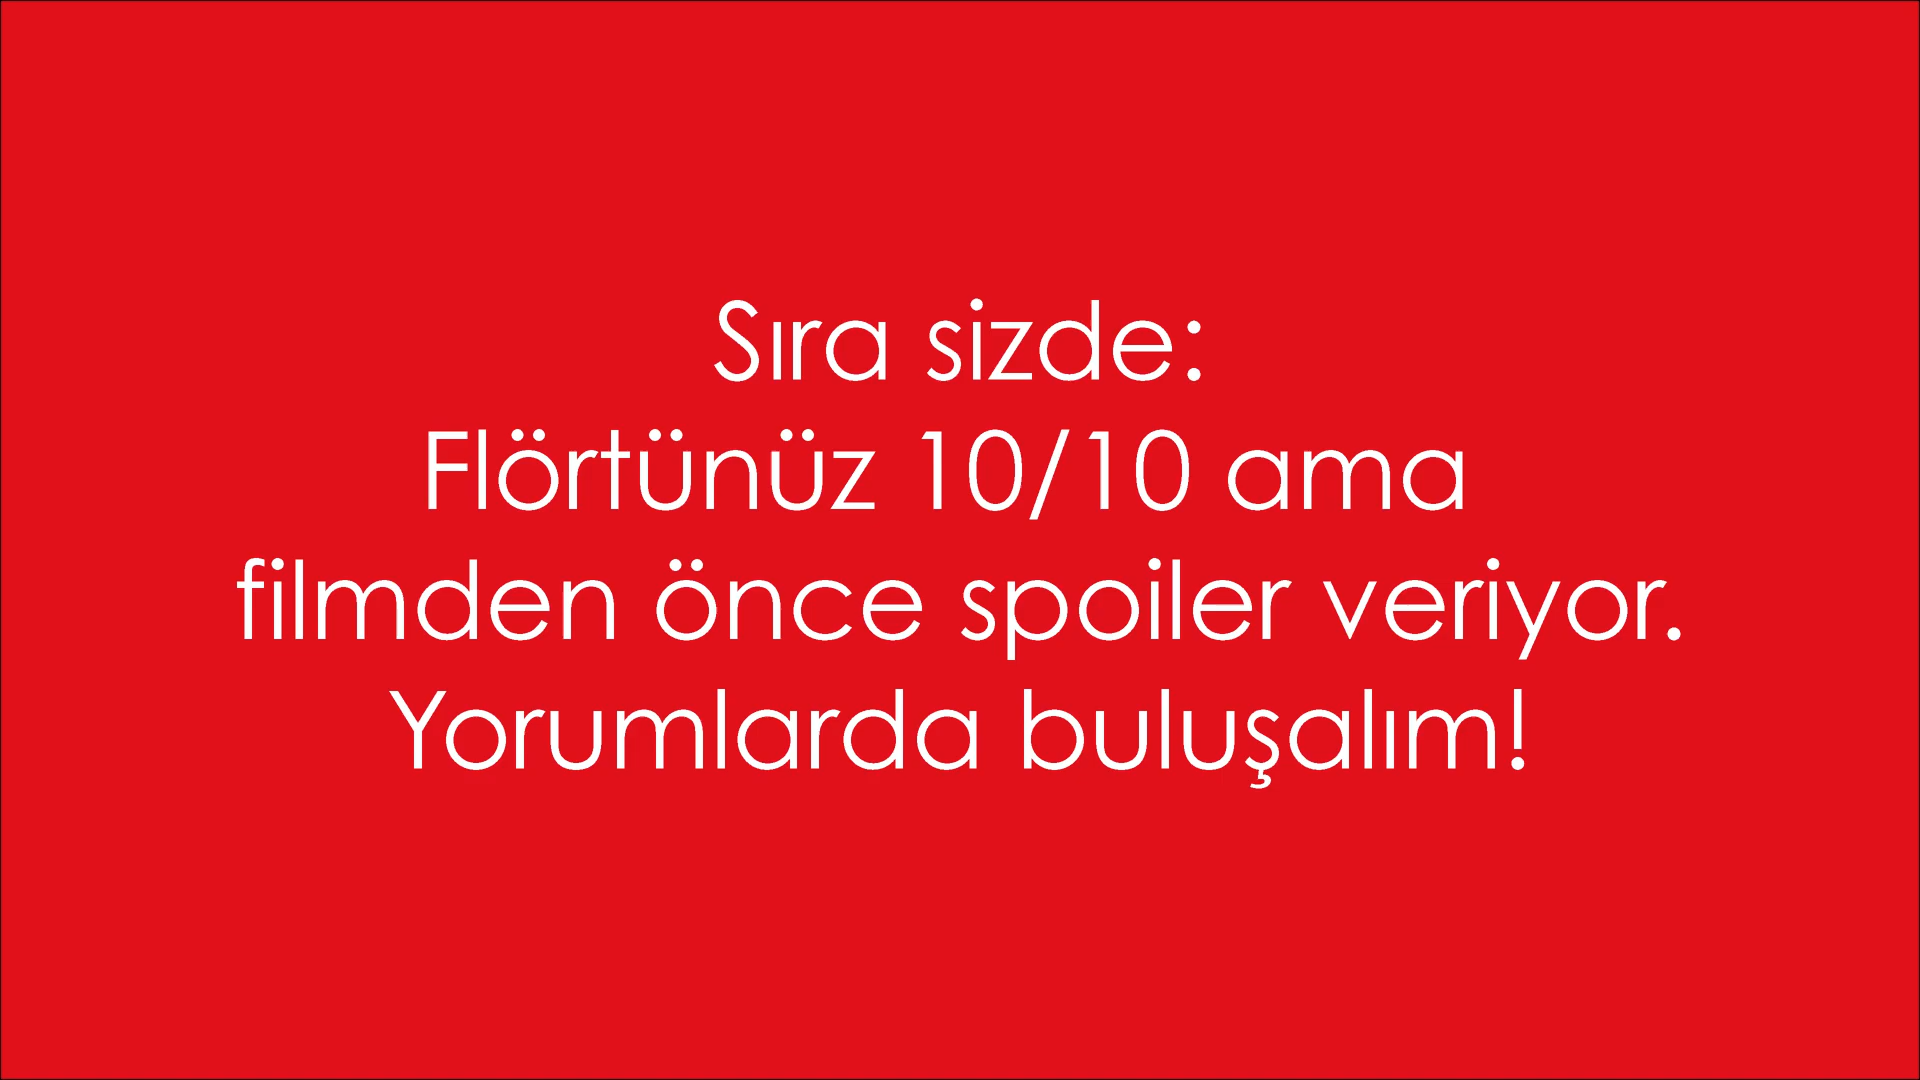 Sıra sizde:
Flörtünüz 10/10 ama
filmden önce spoiler veriyor.
Yorumlarda buluşalım!